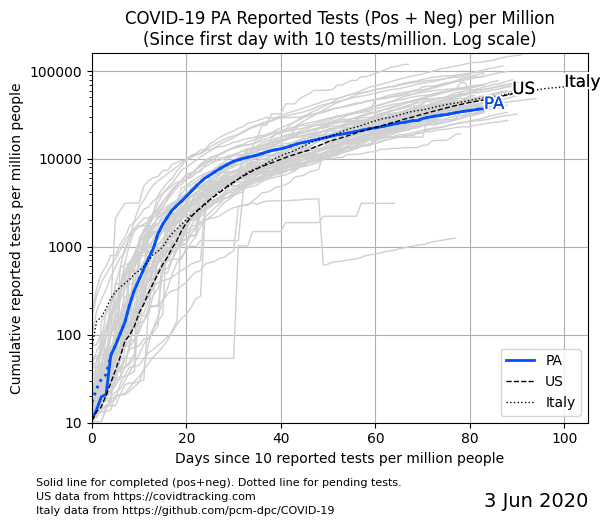 COVID-19 PA Reported Tests (Pos + Neg) per Million
(Since first day with 10 tests/million. Log scale)
Cumulative reported tests per million people
100000
10000
1000
100
10
Italy
US
PA
PA
US
Italy
0
20
40
60
80
100
Days since 10 reported tests per million people
Solid line for completed (pos+neg). Dotted line for pending tests.
US data from https://covidtracking.com
Italy data from https://github.com/pcm-dpc/COVID-19
3 Jun 2020